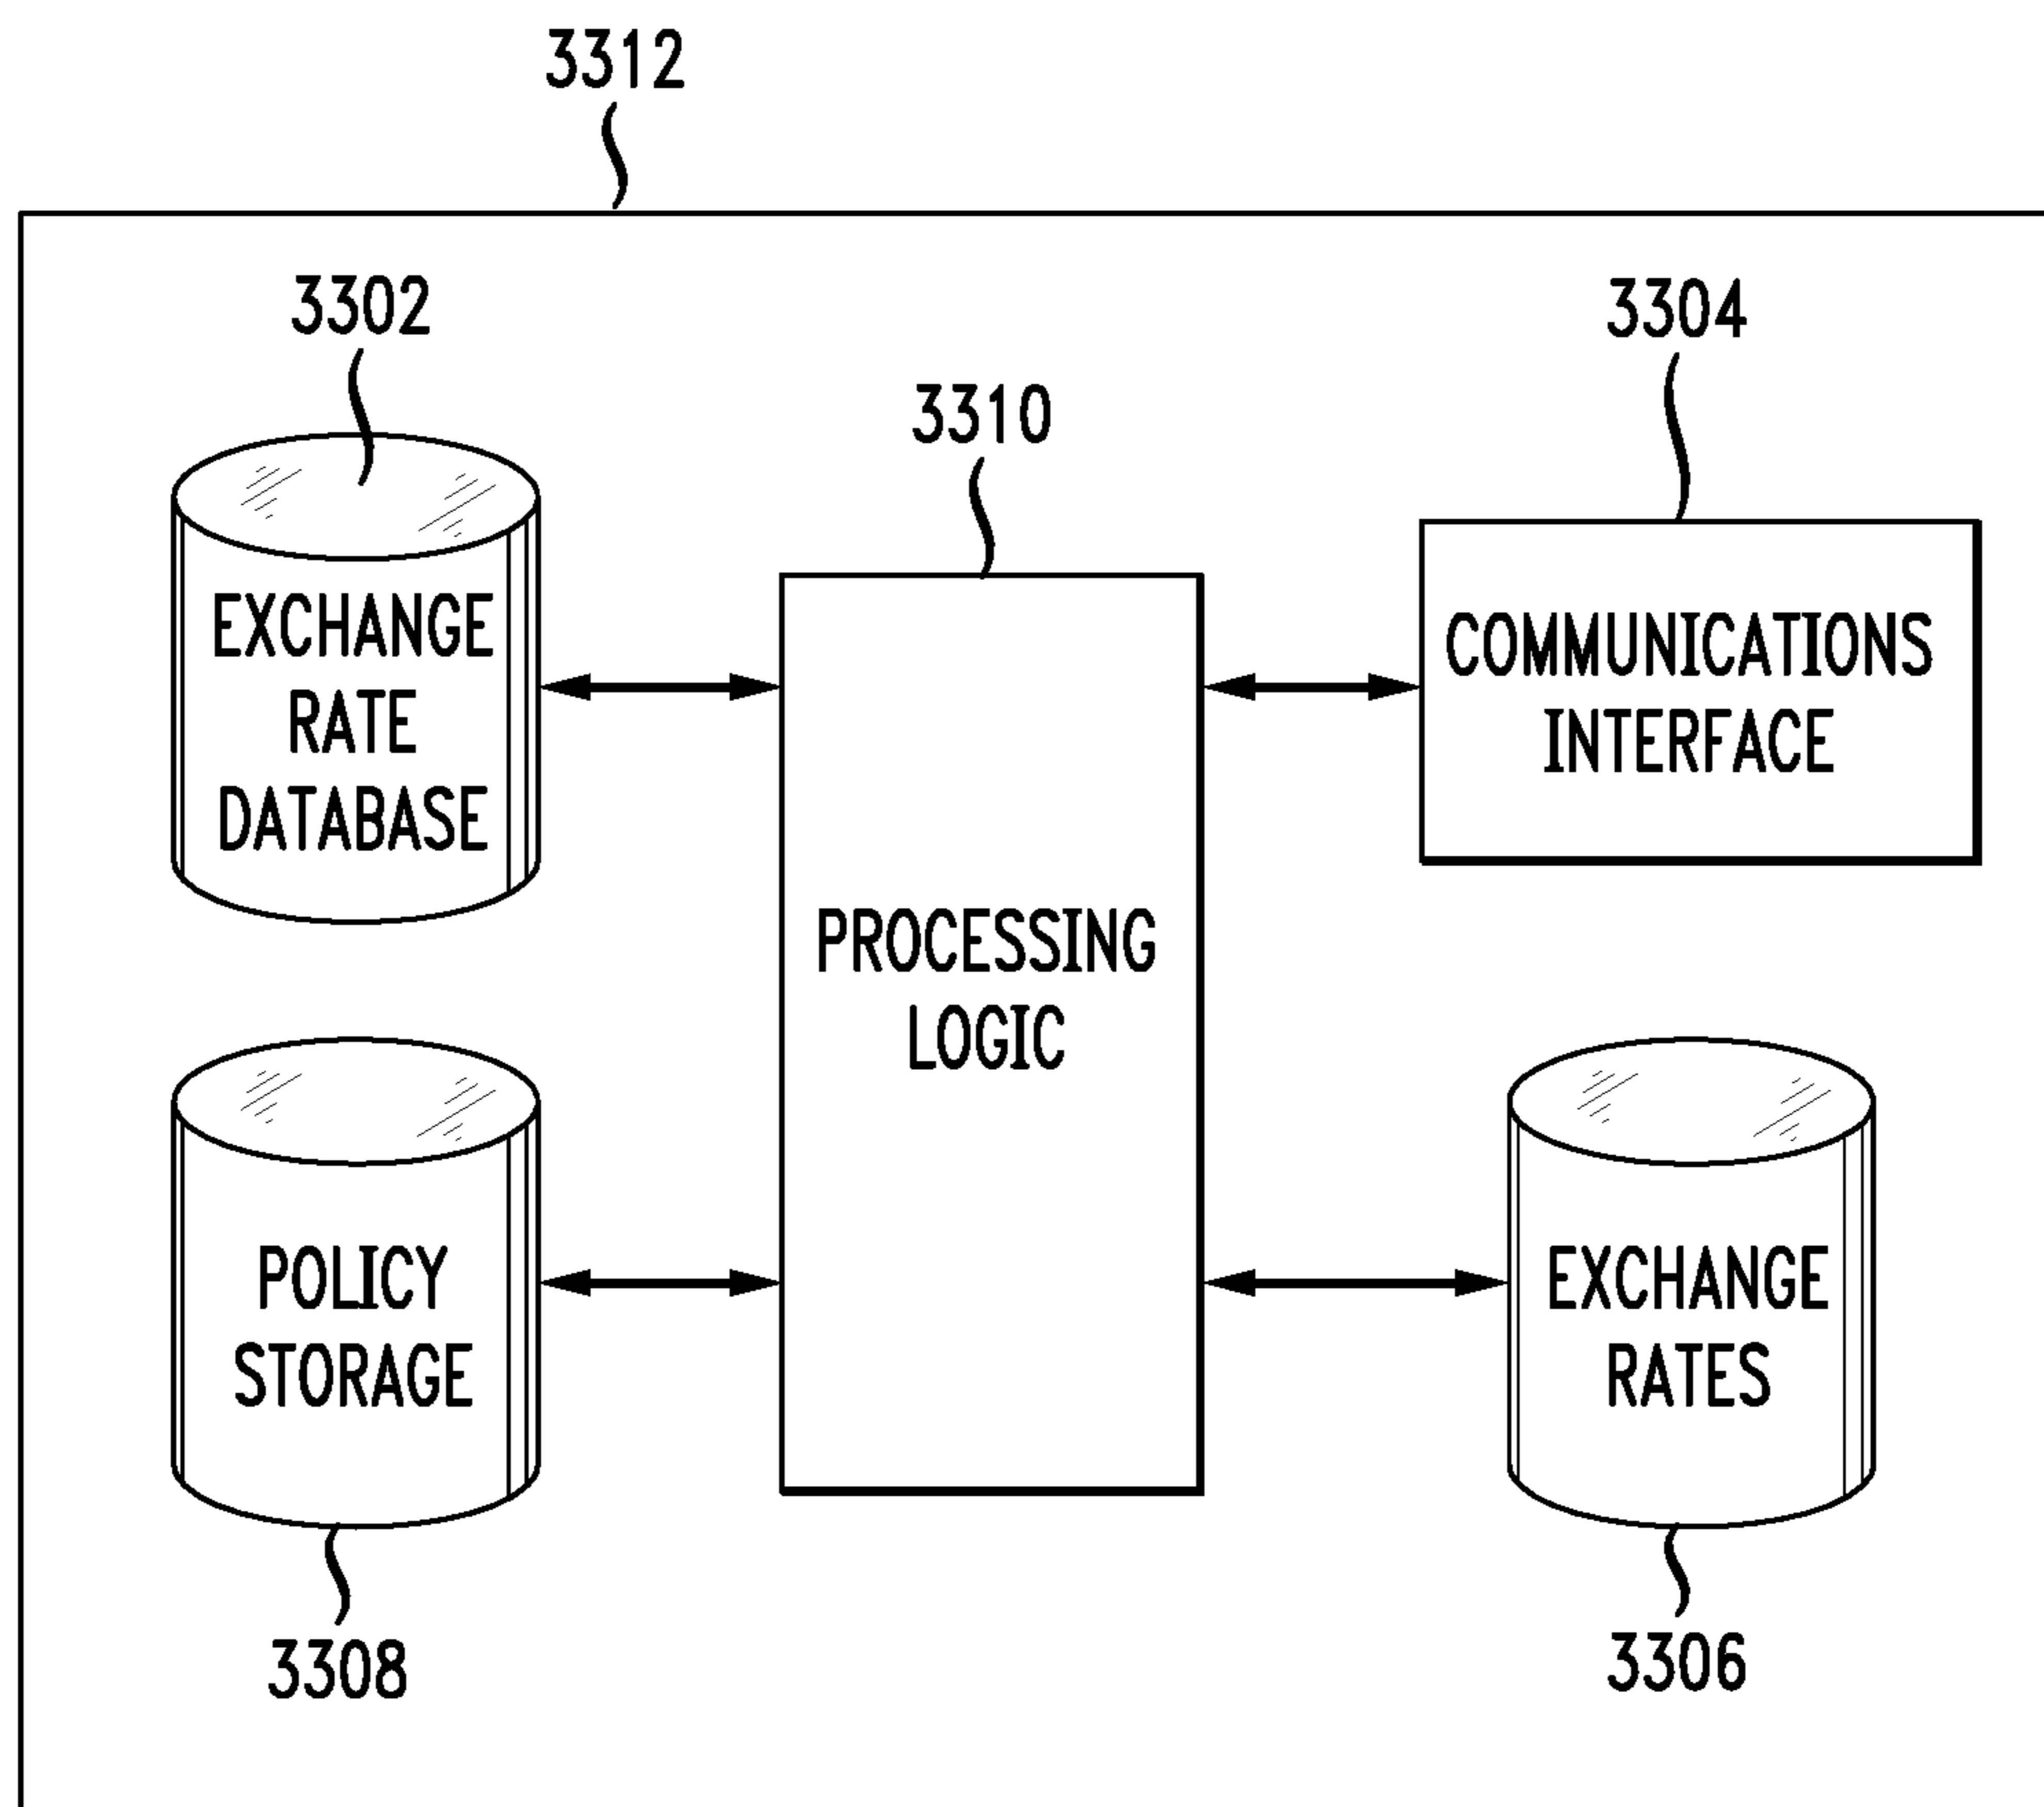 3312
3302
3304
3310
EXCHANGE
RATE
DATABASE
COMMUNICATIONS
INTERFACE
PROCESSING
LOGIC
POLICY
STORAGE
EXCHANGE
RATES
3308
3306